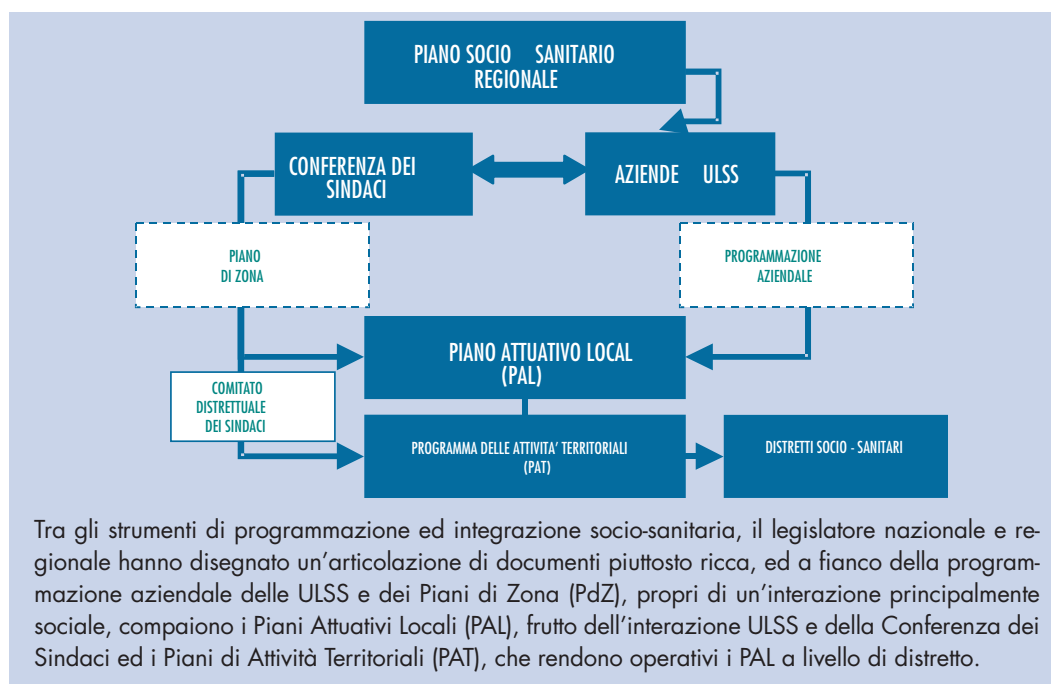 PIANO SOCIO SANITARIO
REGIONALE
CONFERENZA DEI
SINDACI
AZIENDE ULSS
PIANO
DI ZONA
PROGRAMMAZIONE
AZIENDALE
PIANO ATTUATIVO LOCAL
(PAL)
COMITATO
DISTRETTUALE
DEI SINDACI
PROGRAMMA DELLE ATTIVITA' TERRITORIALI
(PAT)
DISTRETTI SOCIO - SANITARI
Tra gli strumenti di programmazione ed integrazione socio-sanitaria, il legislatore nazionale e re-
gionale hanno disegnato un'articolazione di documenti piuttosto ricca, ed a fianco della program-
mazione aziendale delle ULSS e dei Piani di Zona (PdZ), propri di un'interazione principalmente
sociale, compaiono i Piani Attuativi Locali (PAL), frutto dell'interazione ULSS e della Conferenza dei
Sindaci ed i Piani di Attività Territoriali (PAT), che rendono operativi i PAL a livello di distretto.